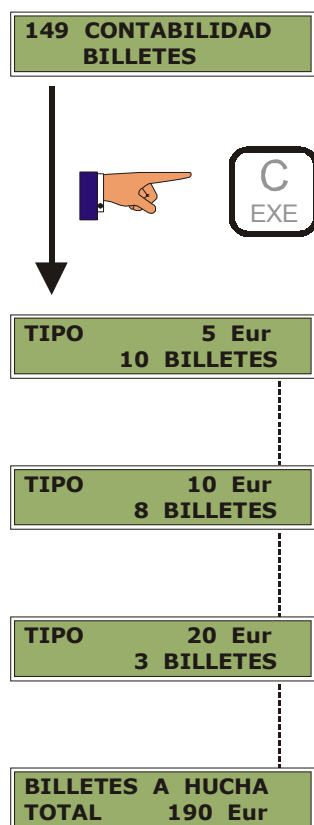 149 CONTABILIDAD
BILLETES
C
EXE
TIPO 5 Eur
10 BILLETES
TIPO 10 Eur
8 BILLETES
TIPO 20 Eur
3 BILLETES
BILLETES A HUCHA
TOTAL 190 Eur